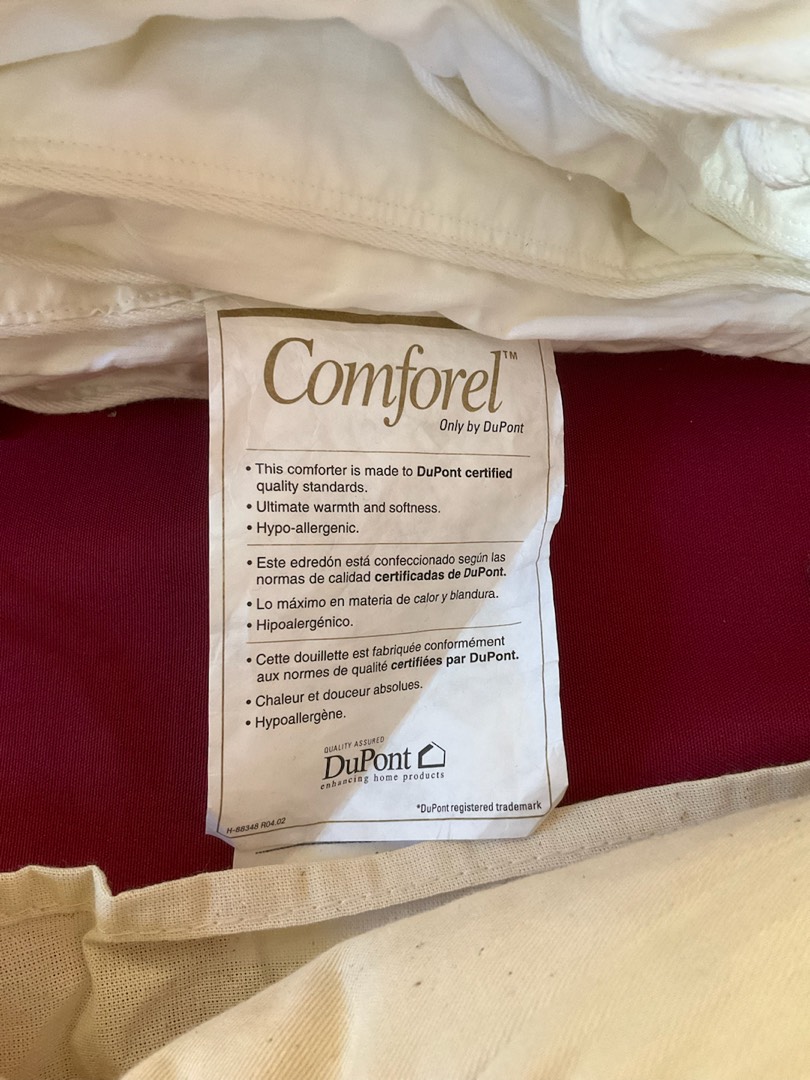 Comforel™
Only by DuPont
• This comforter is made to DuPont certified
quality standards.
• Ultimate warmth and softness.
• Hypo-allergenic.
• Este edredón está confeccionado según las
normas de calidad certificadas de DuPont.
• Lo máximo en materia de calor y blandura.
• Hipoalergénico.
• Cette douillette est fabriquée conformément
aux normes de qualité certifiées par DuPont.
• Chaleur et douceur absolues.
• Hypoallergène.
QUALITY ASSURED
DuPont
enhancing home products
*DuPont registered trademark
H-88348 R04.02